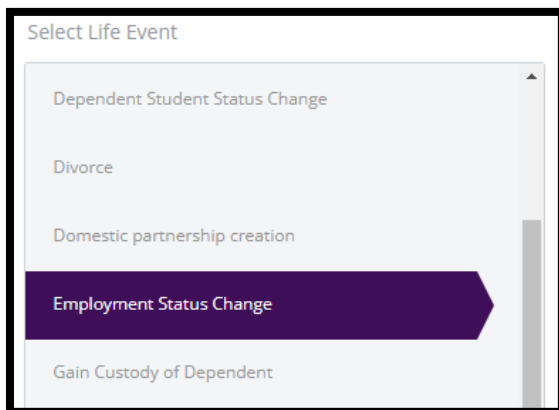 Select Life Event
Dependent Student Status Change
Divorce
Domestic partnership creation
Employment Status Change
Gain Custody of Dependent